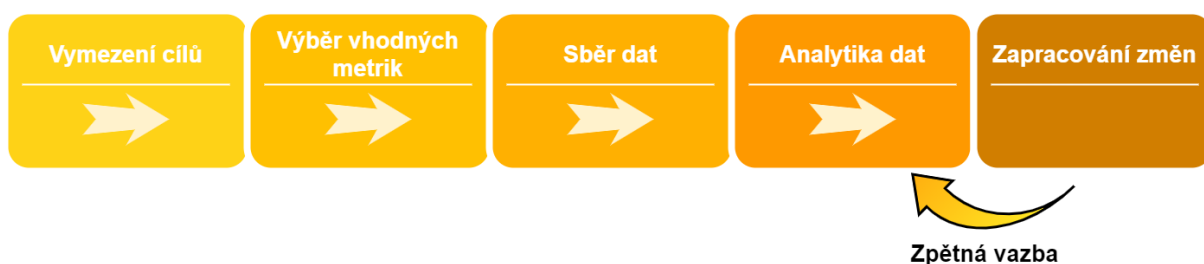 Vymezení cílů
Výběr vhodných
metrik
Sběr dat
Analytika dat
Zapracování změn
Zpětná vazba